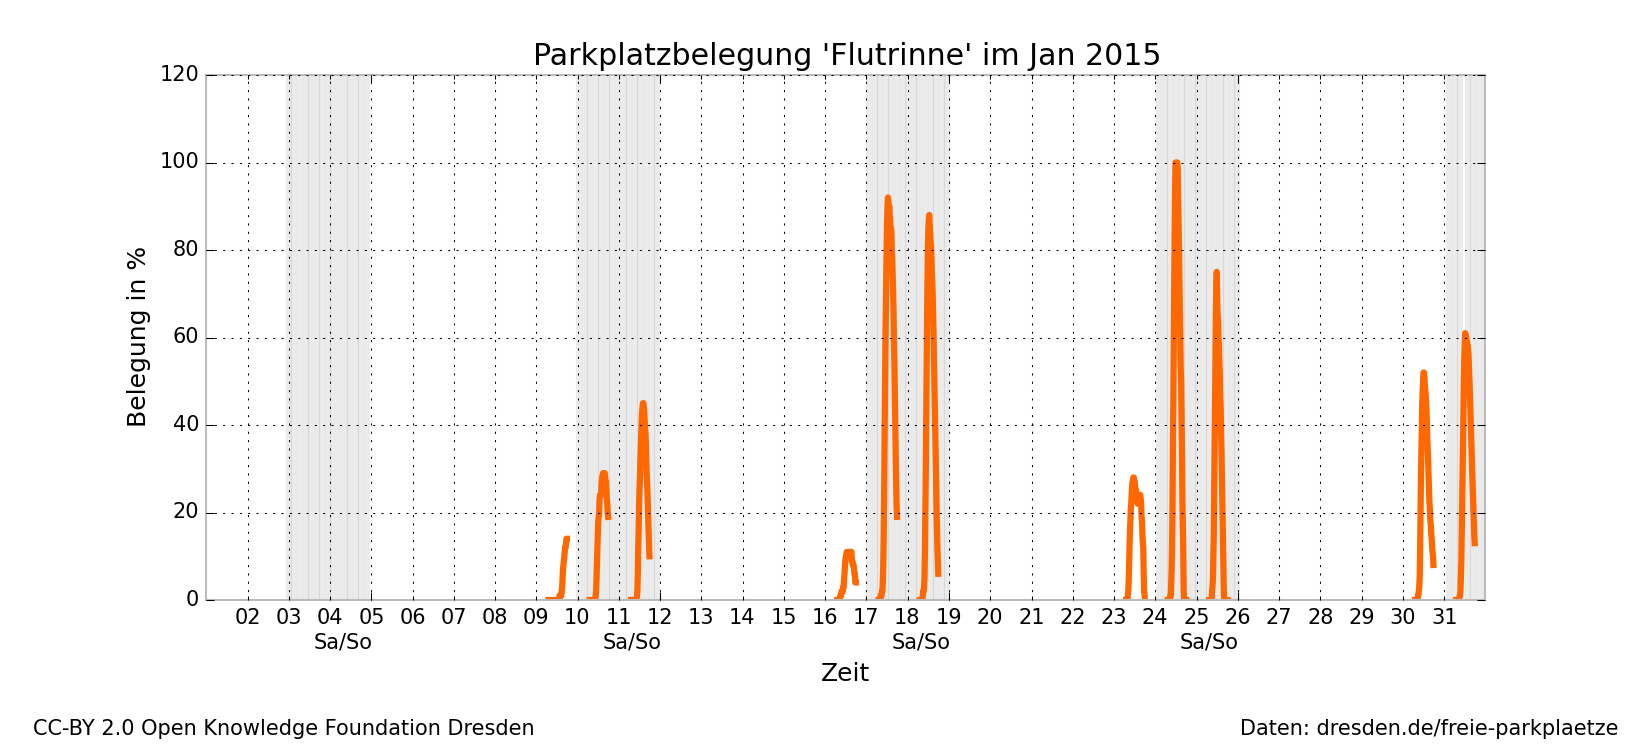 Parkplatzbelegung 'Flutrinne' im Jan 2015
120
100
80
60
40
20
0
Belegung in %
02 03 04 05 06 07 08 09 10 11 12 13 14 15 16 17 18 19 20 21 22 23 24 25 26 27 28 29 30 31
Sa/So Sa/So Sa/So Sa/So
Zeit
CC-BY 2.0 Open Knowledge Foundation Dresden
Daten: dresden.de/freie-parkplaetze